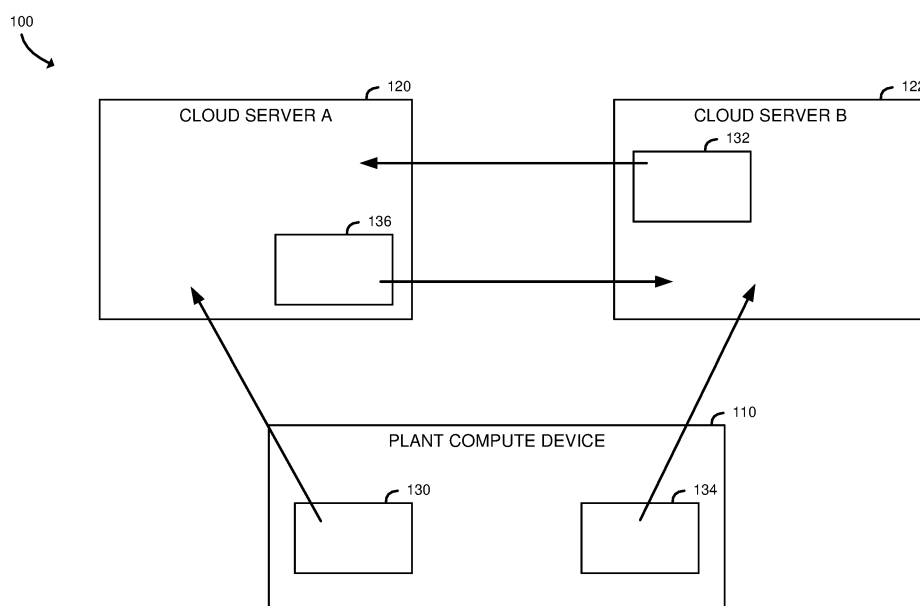 100
120
122
CLOUD SERVER A
CLOUD SERVER B
132
136
110
PLANT COMPUTE DEVICE
130
134